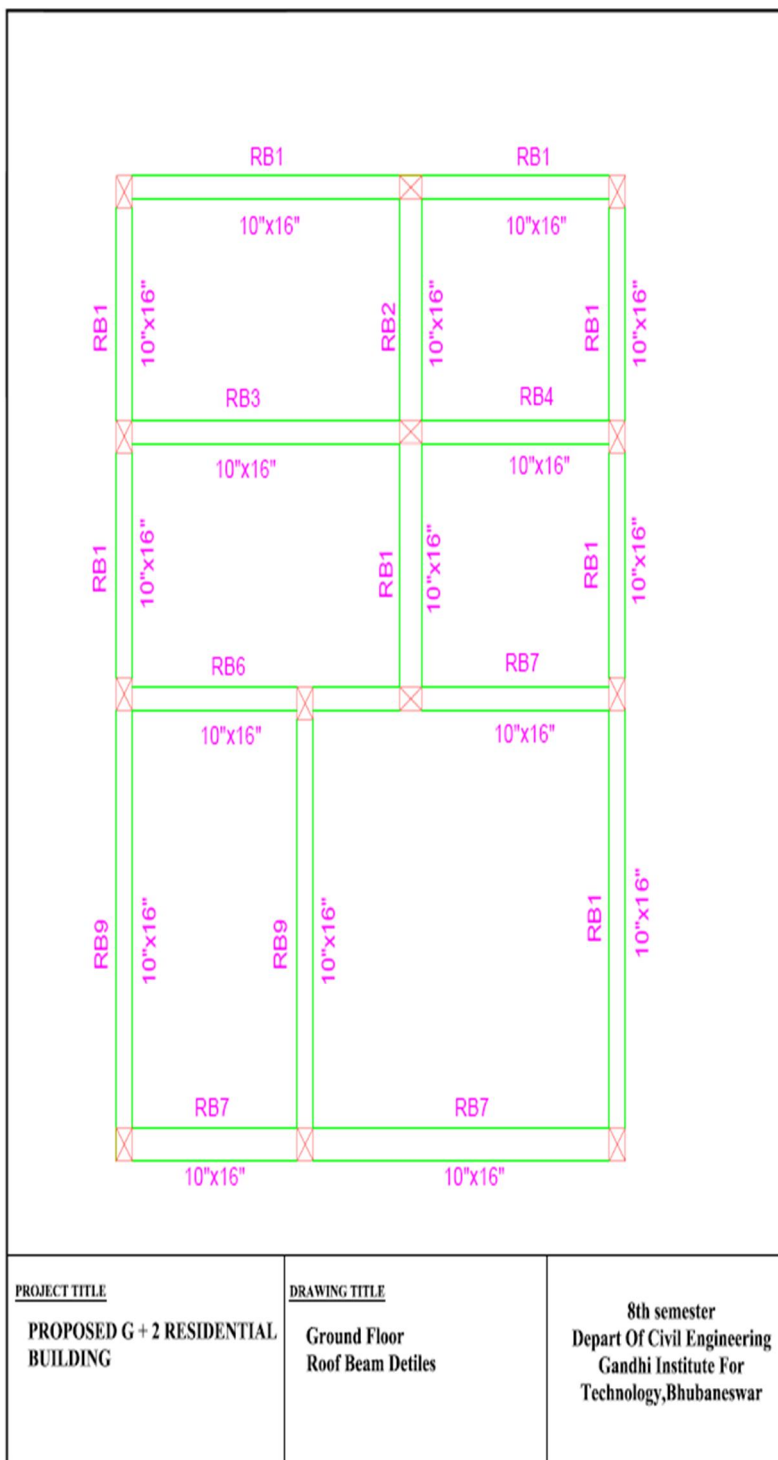 RB1 RB1
10"x16" 10"x16"
RB1 10"x16" RB2 10"x16" RB1 10"x16"
RB3 RB4
10"x16" 10"x16"
RB1 10"x16" RB1 10"x16" RB1 10"x16"
RB6 RB7
10"x16" 10"x16"
RB9 10"x16" RB9 10"x16" RB1 10"x16"
RB7 RB7
10"x16" 10"x16"
PROJECT TITLE
PROPOSED G + 2 RESIDENTIAL
BUILDING
DRAWING TITLE
Ground Floor
Roof Beam Detiles
8th semester
Depart Of Civil Engineering
Gandhi Institute For
Technology,Bhubaneswar